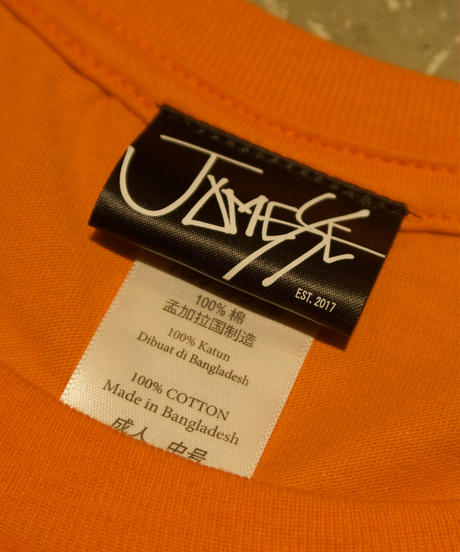 JAMESSE
EST. 2017
100% 棉
孟加拉国制造
100% Katun
Dibuat di Bangladesh
100% COTTON
Made in Bangladesh
成人 中号